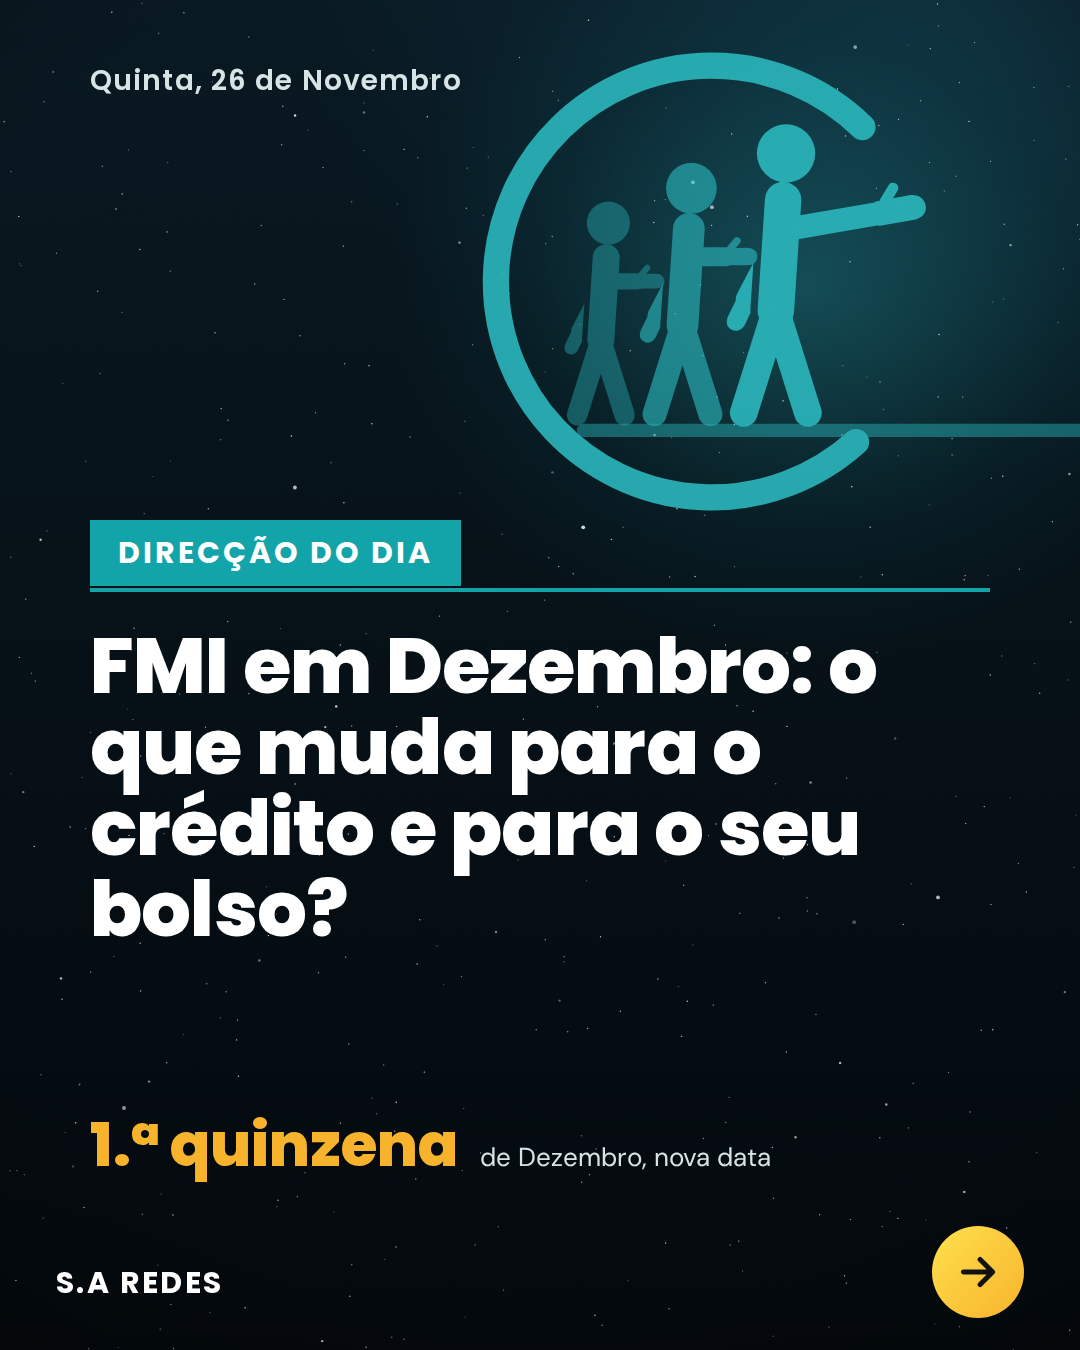 Quinta, 26 de Novembro
DIRECÇÃO DO DIA
FMI em Dezembro: o
que muda para o
crédito e para o seu
bolso?
1.ª quinzena de Dezembro, nova data
S.A REDES